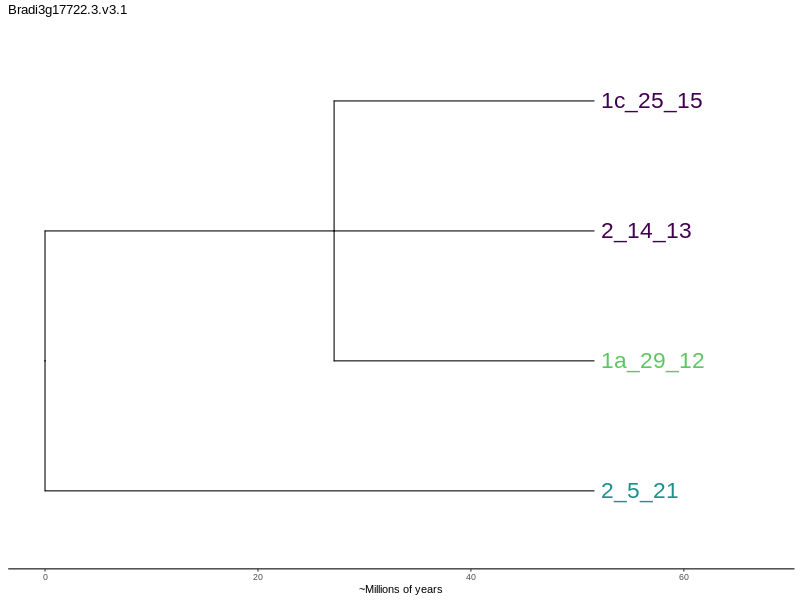 Bradi3g17722.3.v3.1
1c_25_15
2_14_13
1a_29_12
2_5_21
0 20 40 60
~Millions of years